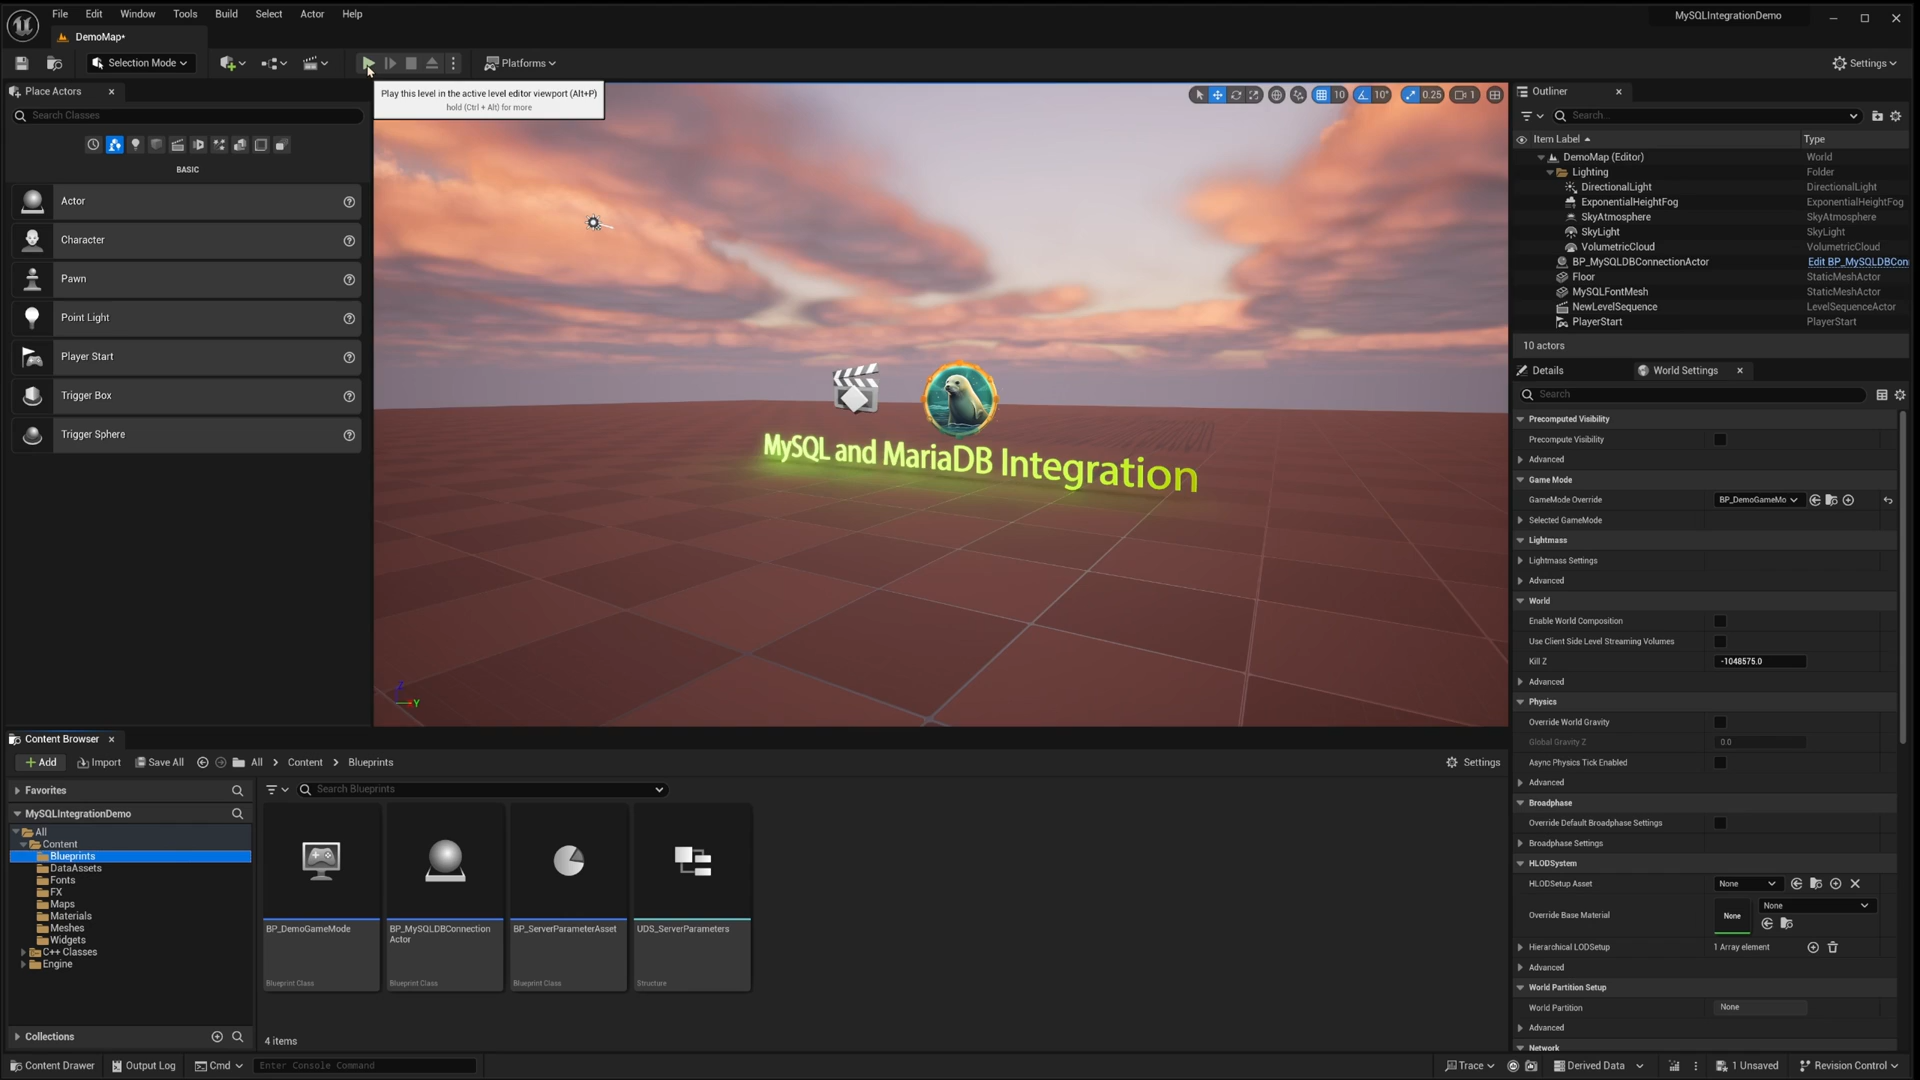 File Edit Window Tools Build Select Actor Help
MySQLIntegrationDemo
DemoMap*
Selection Mode
Platforms
Settings
Place Actors
Search Classes
BASIC
Actor
Character
Pawn
Point Light
Player Start
Trigger Box
Trigger Sphere
Play this level in the active level editor viewport (Alt+P)
hold (Ctrl + Alt) for more
10 10° 0.25 1
MySQL and MariaDB Integration
Z
Y
Outliner
Search...
Item Label Type
DemoMap (Editor) World
Lighting Folder
DirectionalLight DirectionalLight
ExponentialHeightFog ExponentialHeightFog
SkyAtmosphere SkyAtmosphere
SkyLight SkyLight
VolumetricCloud VolumetricCloud
BP_MySQLDBConnectionActor Edit BP_MySQLDBConn
Floor StaticMeshActor
MySQLFontMesh StaticMeshActor
NewLevelSequence LevelSequenceActor
PlayerStart PlayerStart
10 actors
Details World Settings
Search
Precomputed Visibility
Precompute Visibility
Advanced
Game Mode
GameMode Override BP_DemoGameMo
Selected GameMode
Lightmass
Lightmass Settings
Advanced
World
Enable World Composition
Use Client Side Level Streaming Volumes
Kill Z -1048575.0
Advanced
Physics
Override World Gravity
Global Gravity Z 0.0
Async Physics Tick Enabled
Advanced
Broadphase
Override Default Broadphase Settings
Broadphase Settings
HLODSystem
HLODSetup Asset None
Override Base Material None None
Hierarchical LODSetup 1 Array element
Advanced
World Partition Setup
World Partition None
Advanced
Network
Content Browser
Add Import Save All All Content Blueprints
Settings
Favorites
MySQLIntegrationDemo
All
Content
Blueprints
DataAssets
Fonts
FX
Maps
Materials
Meshes
Widgets
C++ Classes
Engine
Collections
Search Blueprints
BP_DemoGameMode
Blueprint Class
BP_MySQLDBConnection
Actor
Blueprint Class
BP_ServerParameterAsset
Blueprint Class
UDS_ServerParameters
Structure
4 items
Content Drawer Output Log Cmd Enter Console Command
Trace Derived Data 1 Unsaved Revision Control